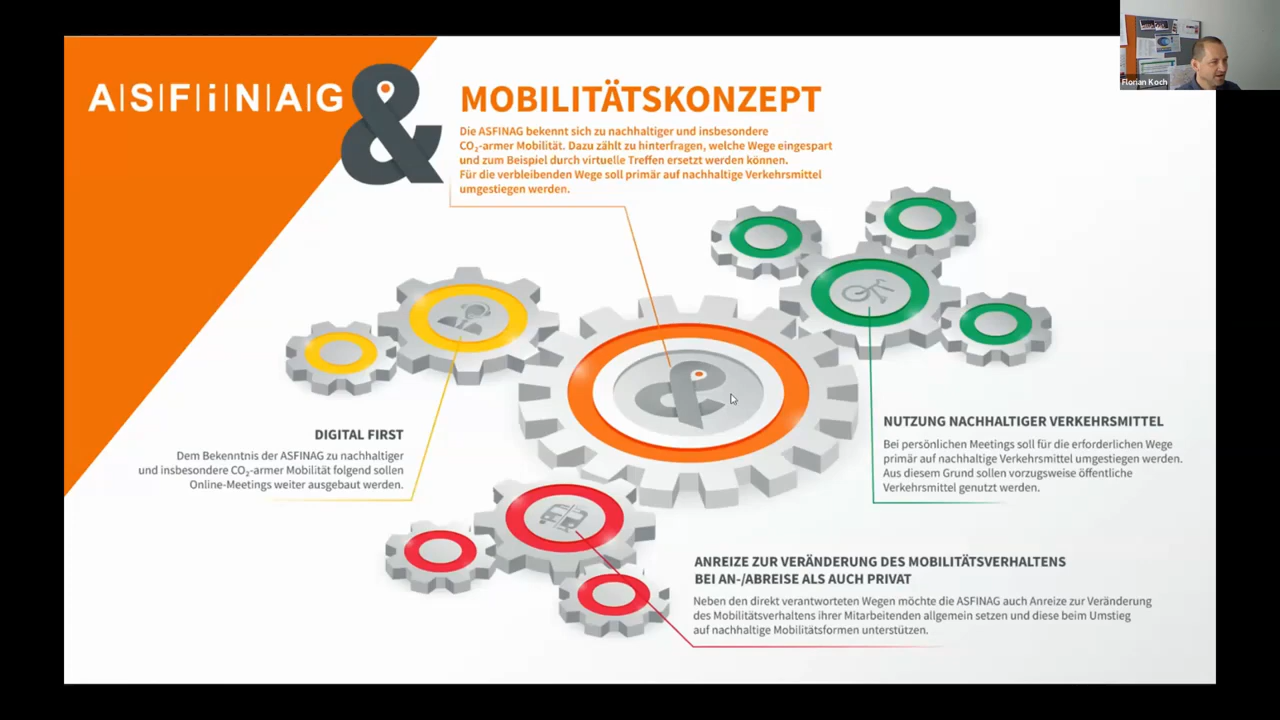 A|S|F|i|N|A|G
&
MOBILITÄTSKONZEPT
Die ASFINAG bekennt sich zu nachhaltiger und insbesondere
CO₂-armer Mobilität. Dazu zählt zu hinterfragen, welche Wege eingespart
und zum Beispiel durch virtuelle Treffen ersetzt werden können.
Für die verbleibenden Wege soll primär auf nachhaltige Verkehrsmittel
umgestiegen werden.
Florian Koch
DIGITAL FIRST
Dem Bekenntnis der ASFINAG zu nachhaltiger
und insbesondere CO₂-armer Mobilität folgend sollen
Online-Meetings weiter ausgebaut werden.
NUTZUNG NACHHALTIGER VERKEHRSMITTEL
Bei persönlichen Meetings soll für die erforderlichen Wege
primär auf nachhaltige Verkehrsmittel umgestiegen werden.
Aus diesem Grund sollen vorzugsweise öffentliche
Verkehrsmittel genutzt werden.
ANREIZE ZUR VERÄNDERUNG DES MOBILITÄTSVERHALTENS
BEI AN-/ABREISE ALS AUCH PRIVAT
Neben den direkt verantworteten Wegen möchte die ASFINAG auch Anreize zur Veränderung
des Mobilitätsverhaltens ihrer Mitarbeitenden allgemein setzen und diese beim Umstieg
auf nachhaltige Mobilitätsformen unterstützen.